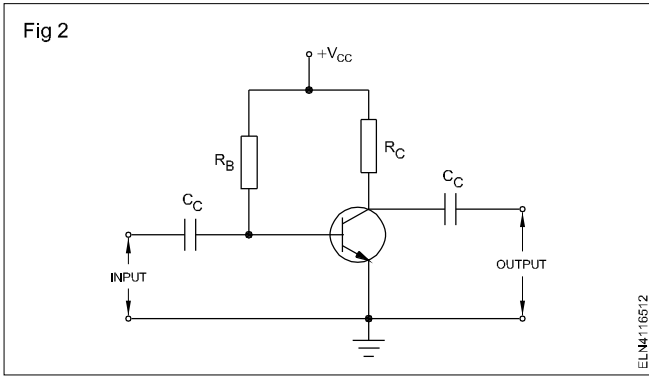 Fig 2
+VCC
RB
RC
CC
CC
INPUT
OUTPUT
ELN4116512